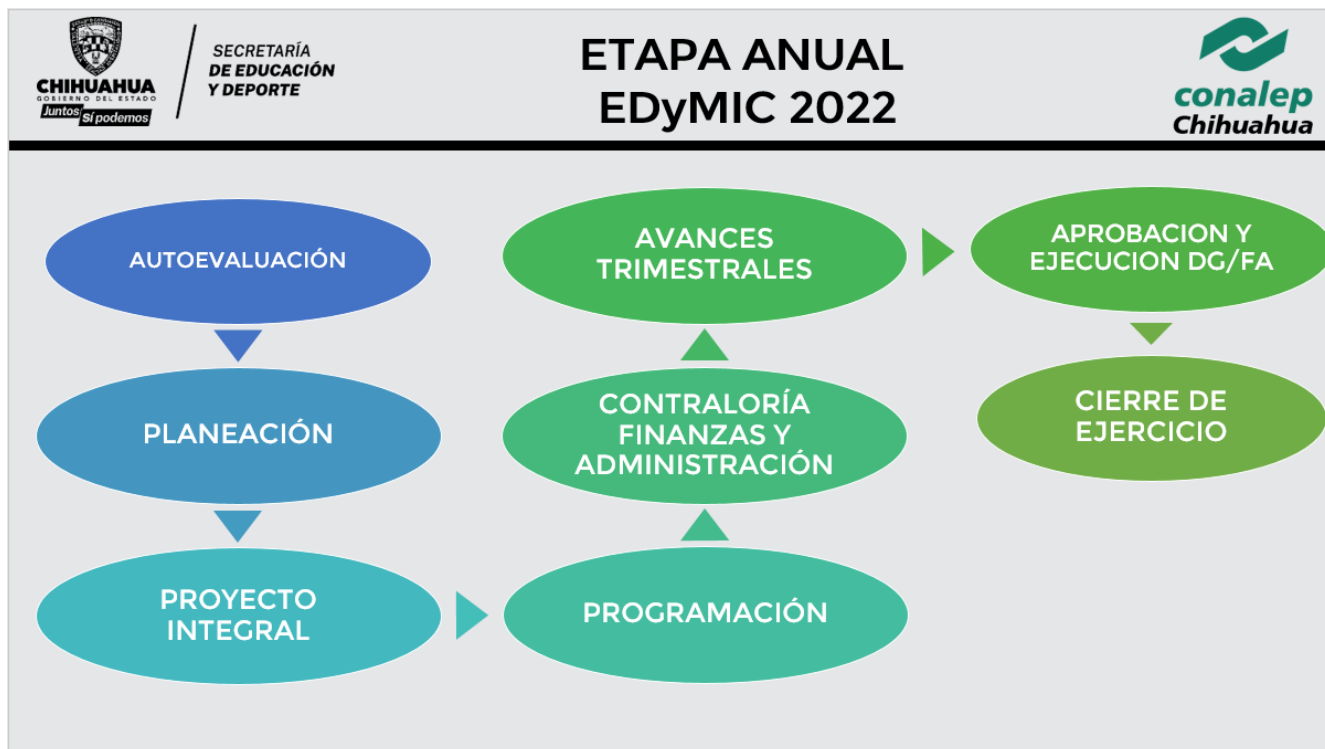 CHIHUAHUA
GOBIERNO DEL ESTADO
Juntos Sí podemos
SECRETARÍA
DE EDUCACIÓN
Y DEPORTE
ETAPA ANUAL
EDyMIC 2022
conalep
Chihuahua
AUTOEVALUACIÓN
PLANEACIÓN
PROYECTO
INTEGRAL
PROGRAMACIÓN
CONTRALORÍA
FINANZAS Y
ADMINISTRACIÓN
AVANCES
TRIMESTRALES
APROBACION Y
EJECUCION DG/FA
CIERRE DE
EJERCICIO